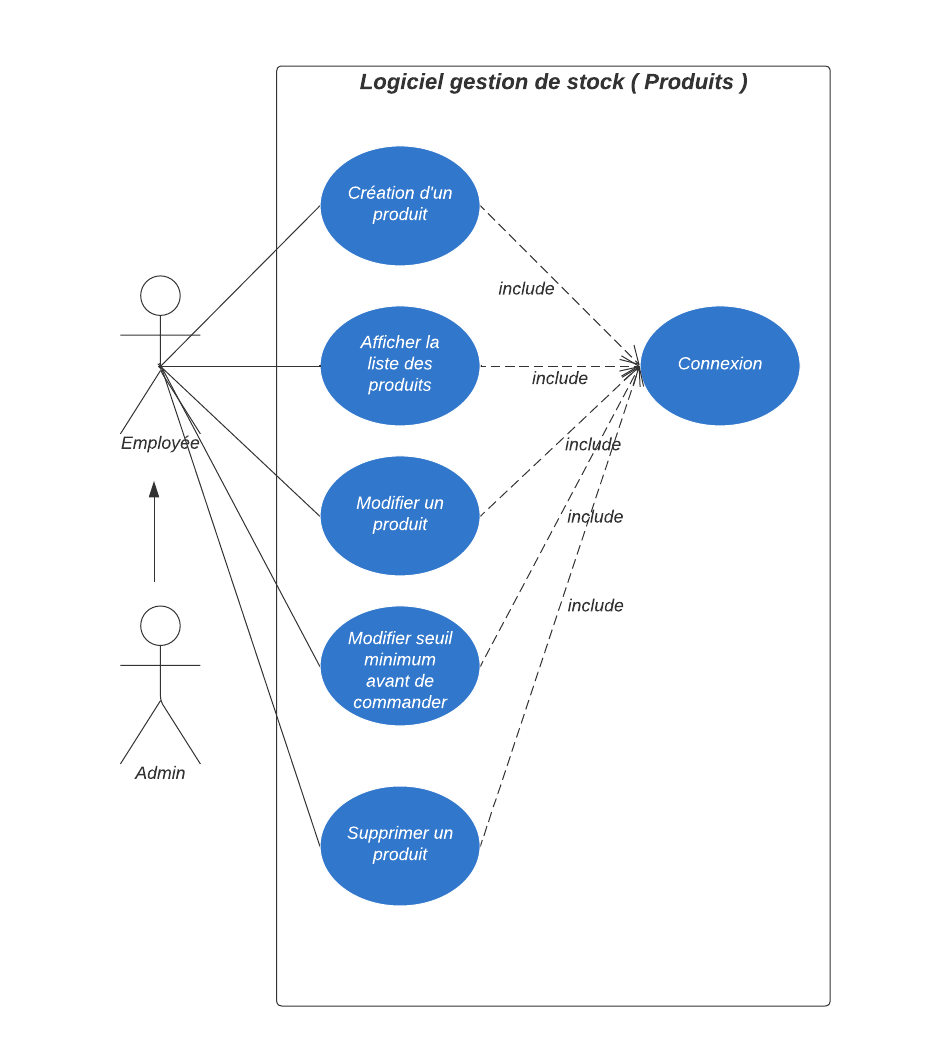 Logiciel gestion de stock ( Produits )
Création d'un
produit
include
Afficher la
liste des
produits
include
Connexion
Employée
include
Modifier un
produit
include
include
Modifier seuil
minimum
avant de
commander
Admin
Supprimer un
produit